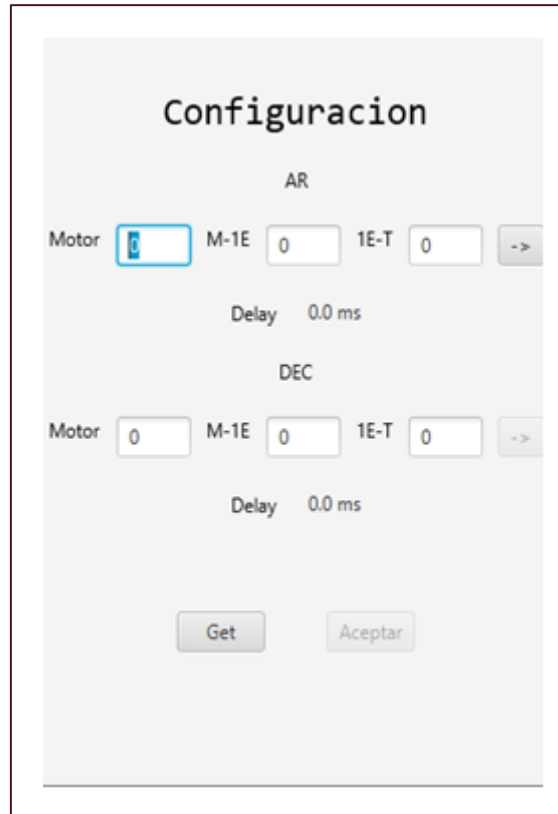 Configuracion
AR
Motor 0 M-1E 0 1E-T 0 ->
Delay 0.0 ms
DEC
Motor 0 M-1E 0 1E-T 0 ->
Delay 0.0 ms
Get Aceptar